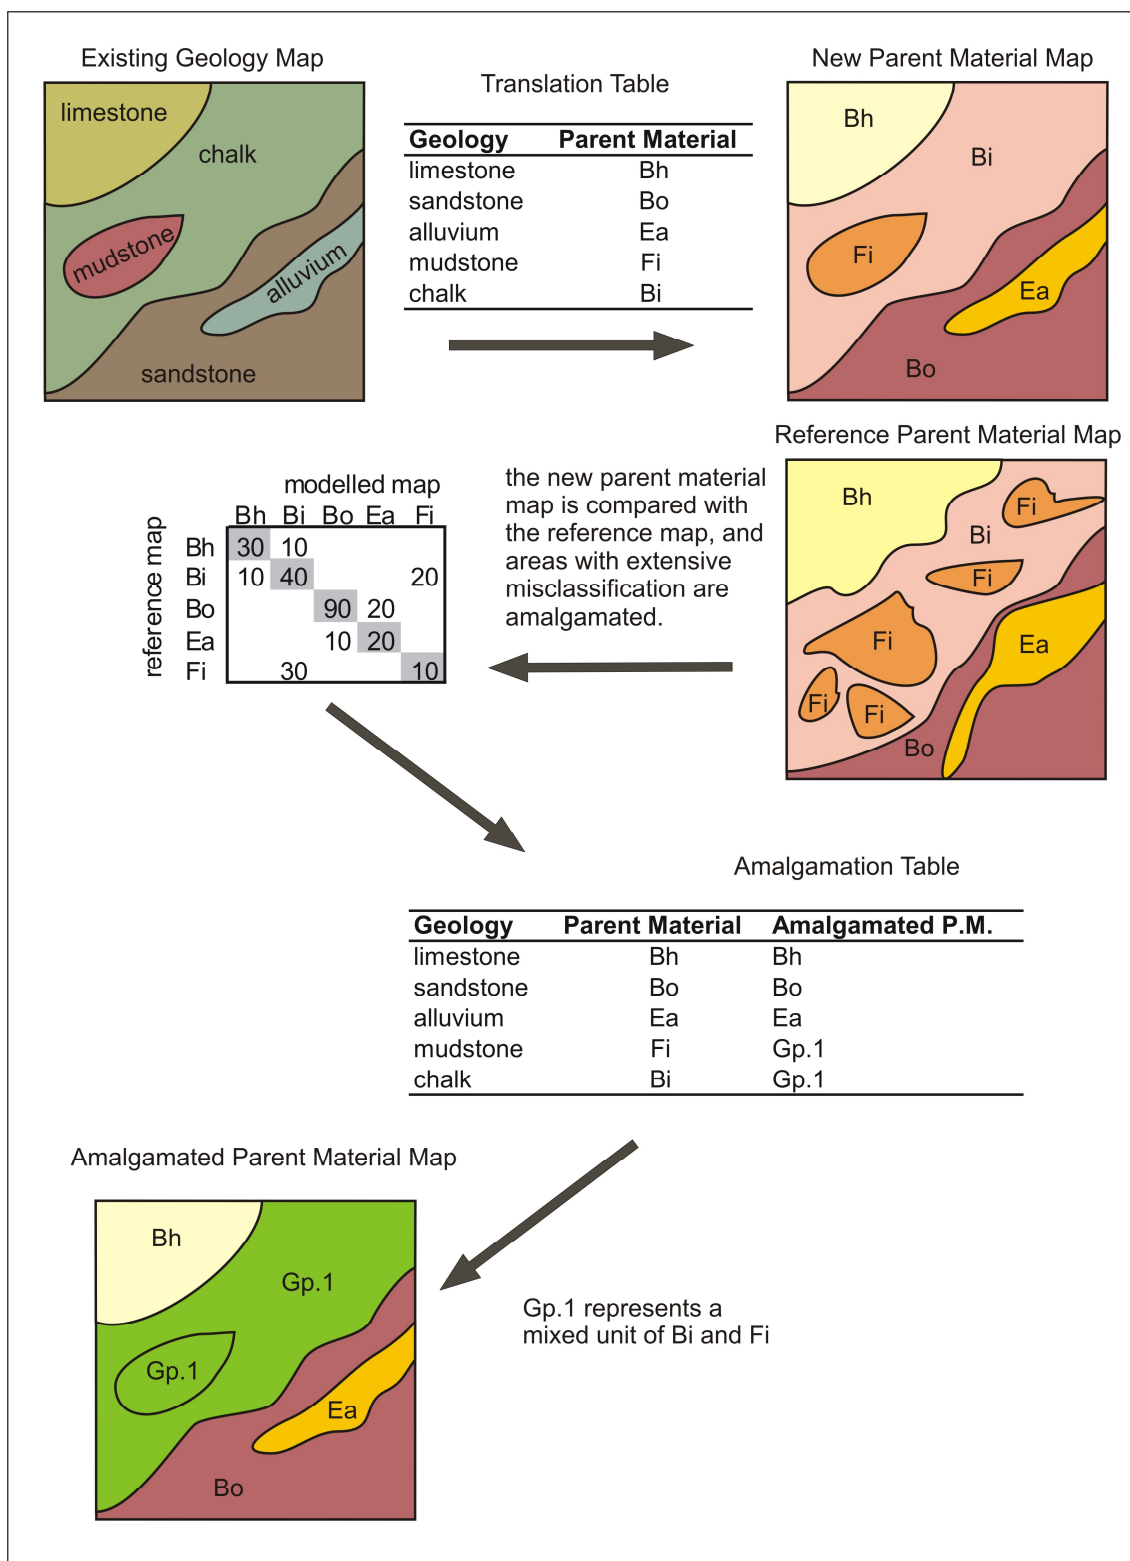 Existing Geology Map
limestone
chalk
mudstone
alluvium
sandstone
Translation Table
Geology Parent Material
limestone Bh
sandstone Bo
alluvium Ea
mudstone Fi
chalk Bi
New Parent Material Map
Bh
Bi
Fi
Ea
Bo
Reference Parent Material Map
Bh
Fi
Bi
Fi
Fi
Ea
Fi
Fi
Bo
the new parent material
map is compared with
the reference map, and
areas with extensive
misclassification are
amalgamated.
modelled map
reference map
Bh Bi Bo Ea Fi
Bh 30 10
Bi 10 40 20
Bo 90 20
Ea 10 20
Fi 30 10
Amalgamation Table
Geology Parent Material Amalgamated P.M.
limestone Bh Bh
sandstone Bo Bo
alluvium Ea Ea
mudstone Fi Gp.1
chalk Bi Gp.1
Amalgamated Parent Material Map
Bh
Gp.1
Gp.1
Ea
Bo
Gp.1 represents a
mixed unit of Bi and Fi